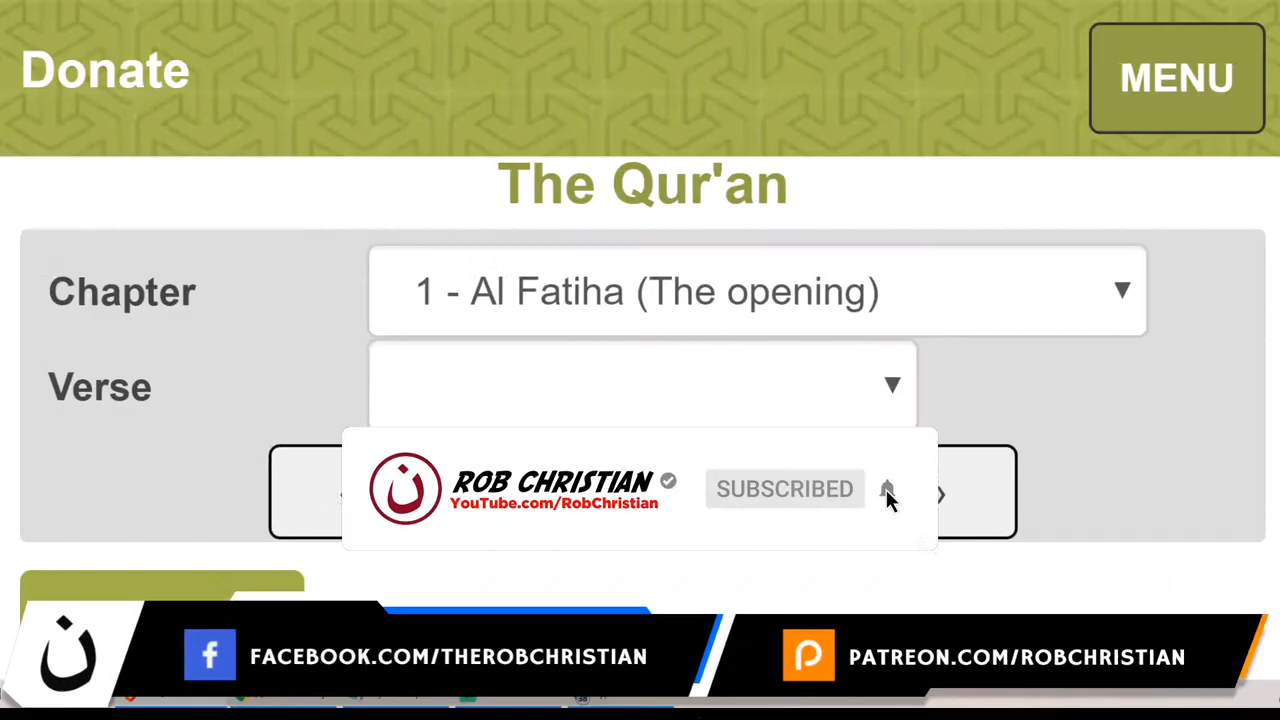 Donate
MENU
The Qur'an
Chapter
1 - Al Fatiha (The opening)
Verse
ن
ROB CHRISTIAN
YouTube.com/RobChristian
SUBSCRIBED
ن
FACEBOOK.COM/THEROBCHRISTIAN
PATREON.COM/ROBCHRISTIAN